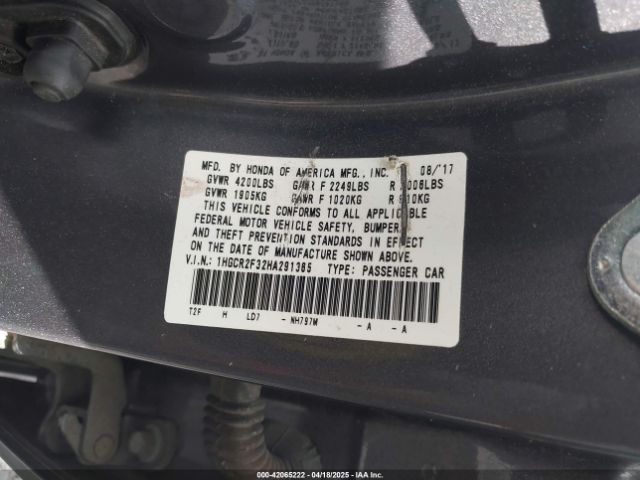 MFD. BY HONDA OF AMERICA MFG., INC. 08/'17
GVWR 4200LBS GAWR F 2249LBS R 2008LBS
GVWR 1905KG GAWR F 1020KG R 910KG
THIS VEHICLE CONFORMS TO ALL APPLICABLE
FEDERAL MOTOR VEHICLE SAFETY, BUMPER,
AND THEFT PREVENTION STANDARDS IN EFFECT
ON THE DATE OF MANUFACTURE SHOWN ABOVE.
V.I.N.: 1HGCR2F32HA291385 TYPE: PASSENGER CAR
T2F H LD7 - NH797M - A - A
000-42065222 - 04/18/2025 - IAA Inc.